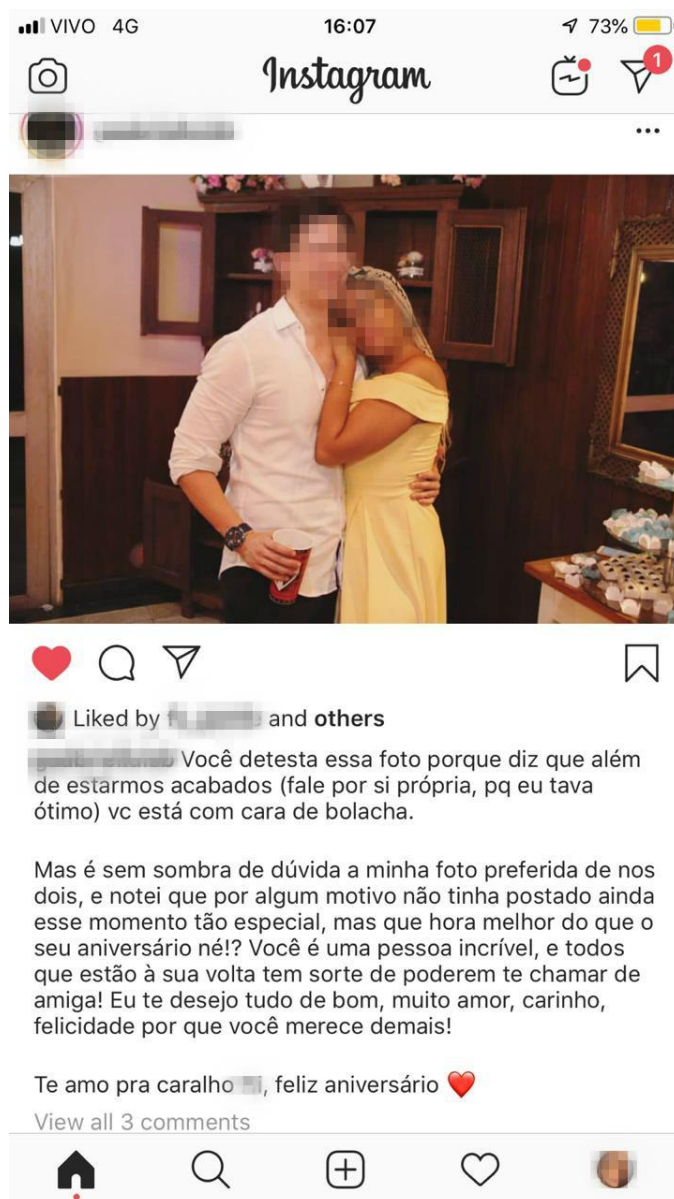 VIVO 4G 16:07 73%
Instagram
1
Liked by and others
Você detesta essa foto porque diz que além
de estarmos acabados (fale por si própria, pq eu tava
ótimo) vc está com cara de bolacha.
Mas é sem sombra de dúvida a minha foto preferida de nos
dois, e notei que por algum motivo não tinha postado ainda
esse momento tão especial, mas que hora melhor do que o
seu aniversário né!? Você é uma pessoa incrível, e todos
que estão à sua volta tem sorte de poderem te chamar de
amiga! Eu te desejo tudo de bom, muito amor, carinho,
felicidade por que você merece demais!
Te amo pra caralho , feliz aniversário ❤️
View all 3 comments